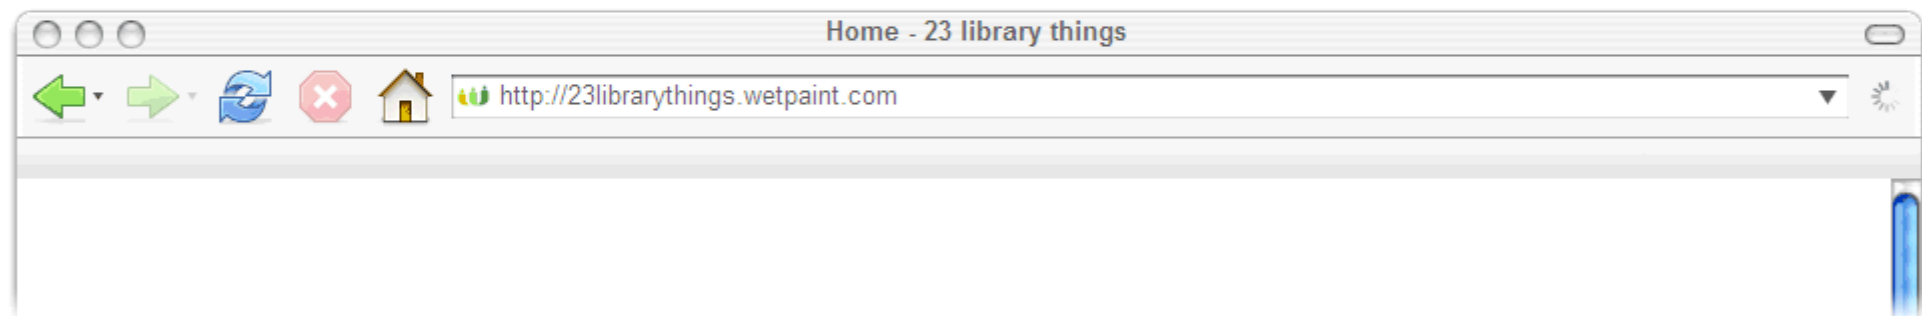 Home - 23 library things
http://23librarythings.wetpaint.com